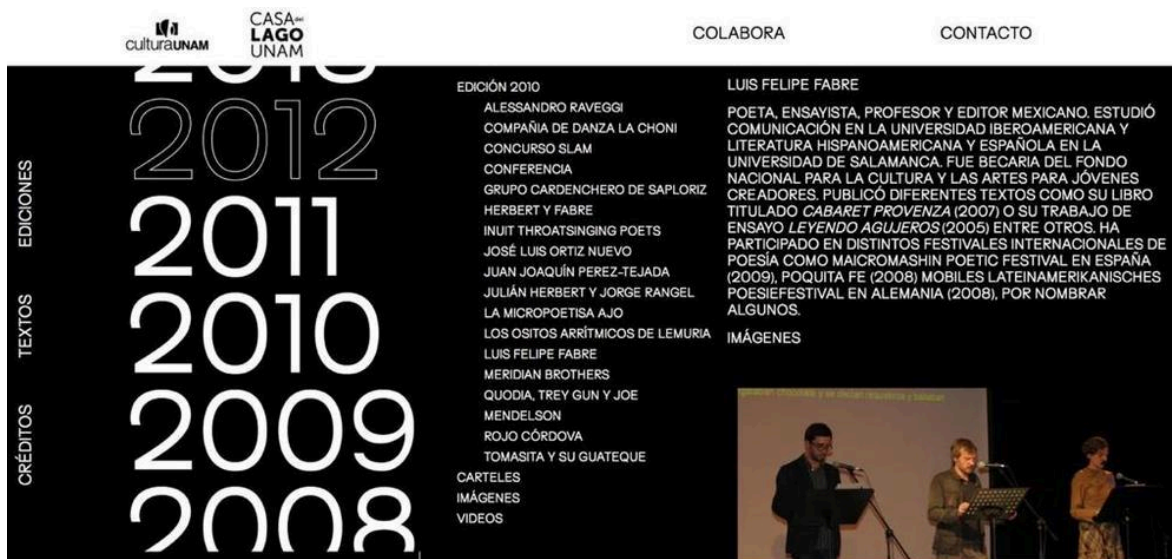 culturaUNAM
CASA del
LAGO
UNAM
COLABORA
CONTACTO
EDICIONES
TEXTOS
CRÉDITOS
2012
2011
2010
2009
2008
EDICIÓN 2010
ALESSANDRO RAVEGGI
COMPAÑIA DE DANZA LA CHONI
CONCURSO SLAM
CONFERENCIA
GRUPO CARDENCHERO DE SAPLORIZ
HERBERT Y FABRE
INUIT THROATSINGING POETS
JOSÉ LUIS ORTIZ NUEVO
JUAN JOAQUÍN PEREZ-TEJADA
JULIÁN HERBERT Y JORGE RANGEL
LA MICROPOETISA AJO
LOS OSITOS ARRÍTMICOS DE LEMURIA
LUIS FELIPE FABRE
MERIDIAN BROTHERS
QUODIA, TREY GUN Y JOE
MENDELSON
ROJO CÓRDOVA
TOMASITA Y SU GUATEQUE
CARTELES
IMÁGENES
VIDEOS
LUIS FELIPE FABRE
POETA, ENSAYISTA, PROFESOR Y EDITOR MEXICANO. ESTUDIÓ
COMUNICACIÓN EN LA UNIVERSIDAD IBEROAMERICANA Y
LITERATURA HISPANOAMERICANA Y ESPAÑOLA EN LA
UNIVERSIDAD DE SALAMANCA. FUE BECARIA DEL FONDO
NACIONAL PARA LA CULTURA Y LAS ARTES PARA JÓVENES
CREADORES. PUBLICÓ DIFERENTES TEXTOS COMO SU LIBRO
TITULADO CABARET PROVENZA (2007) O SU TRABAJO DE
ENSAYO LEYENDO AGUJEROS (2005) ENTRE OTROS. HA
PARTICIPADO EN DISTINTOS FESTIVALES INTERNACIONALES DE
POESÍA COMO MAICROMASHIN POETIC FESTIVAL EN ESPAÑA
(2009), POQUITA FE (2008) MOBILES LATEINAMERIKANISCHES
POESIEFESTIVAL EN ALEMANIA (2008), POR NOMBRAR
ALGUNOS.
IMÁGENES